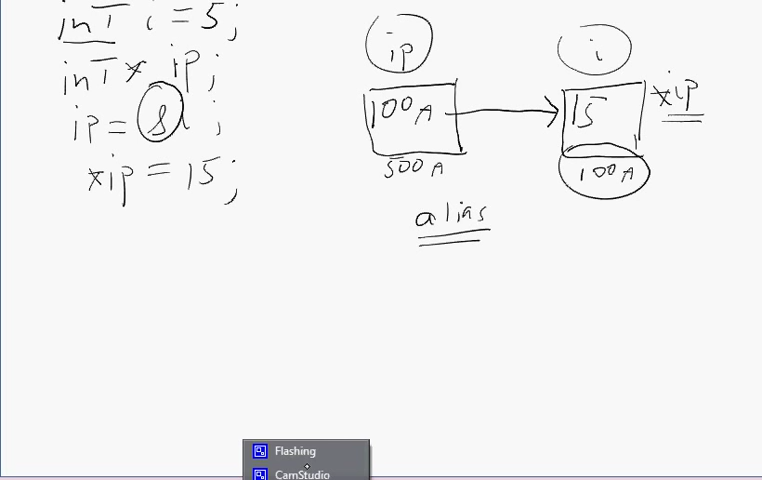 int i = 5;
int* ip;
ip = &i;
*ip = 15;
ip
i
100A
15
*ip
500A
100A
alias
Flashing
CamStudio